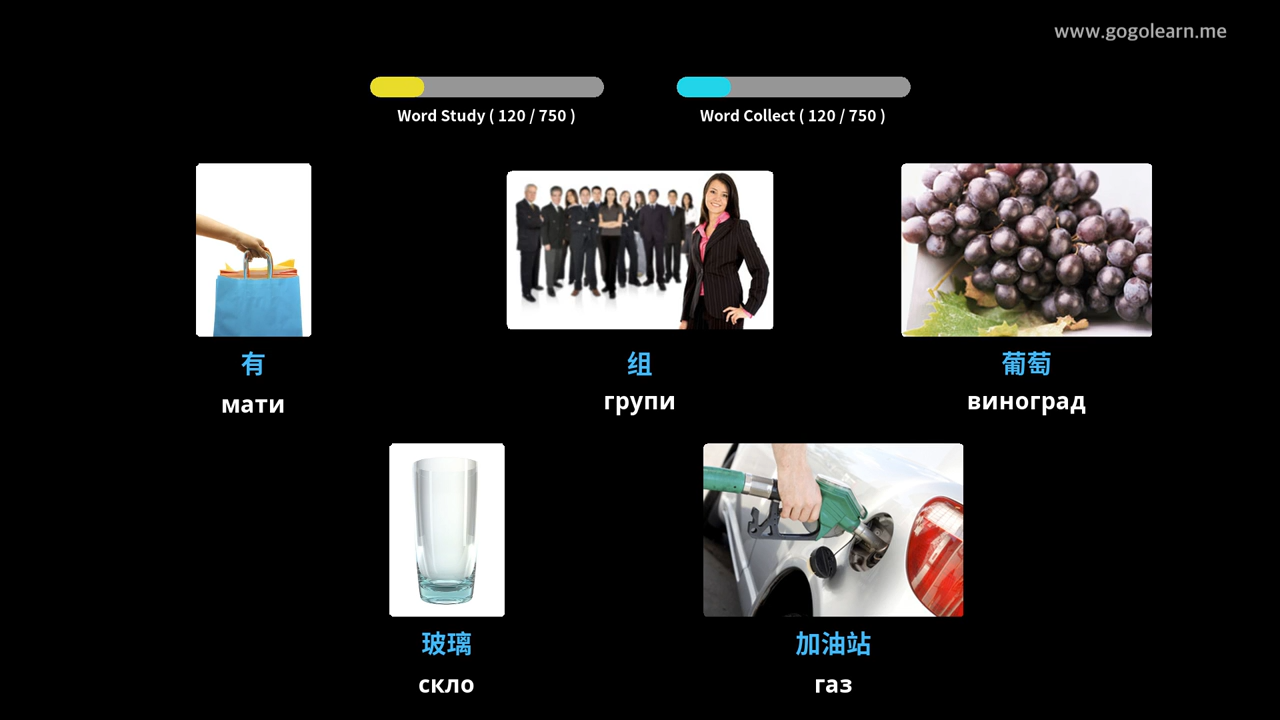 www.gogolearn.me
Word Study ( 120 / 750 )
Word Collect ( 120 / 750 )
有
мати
组
групи
葡萄
виноград
玻璃
скло
加油站
газ